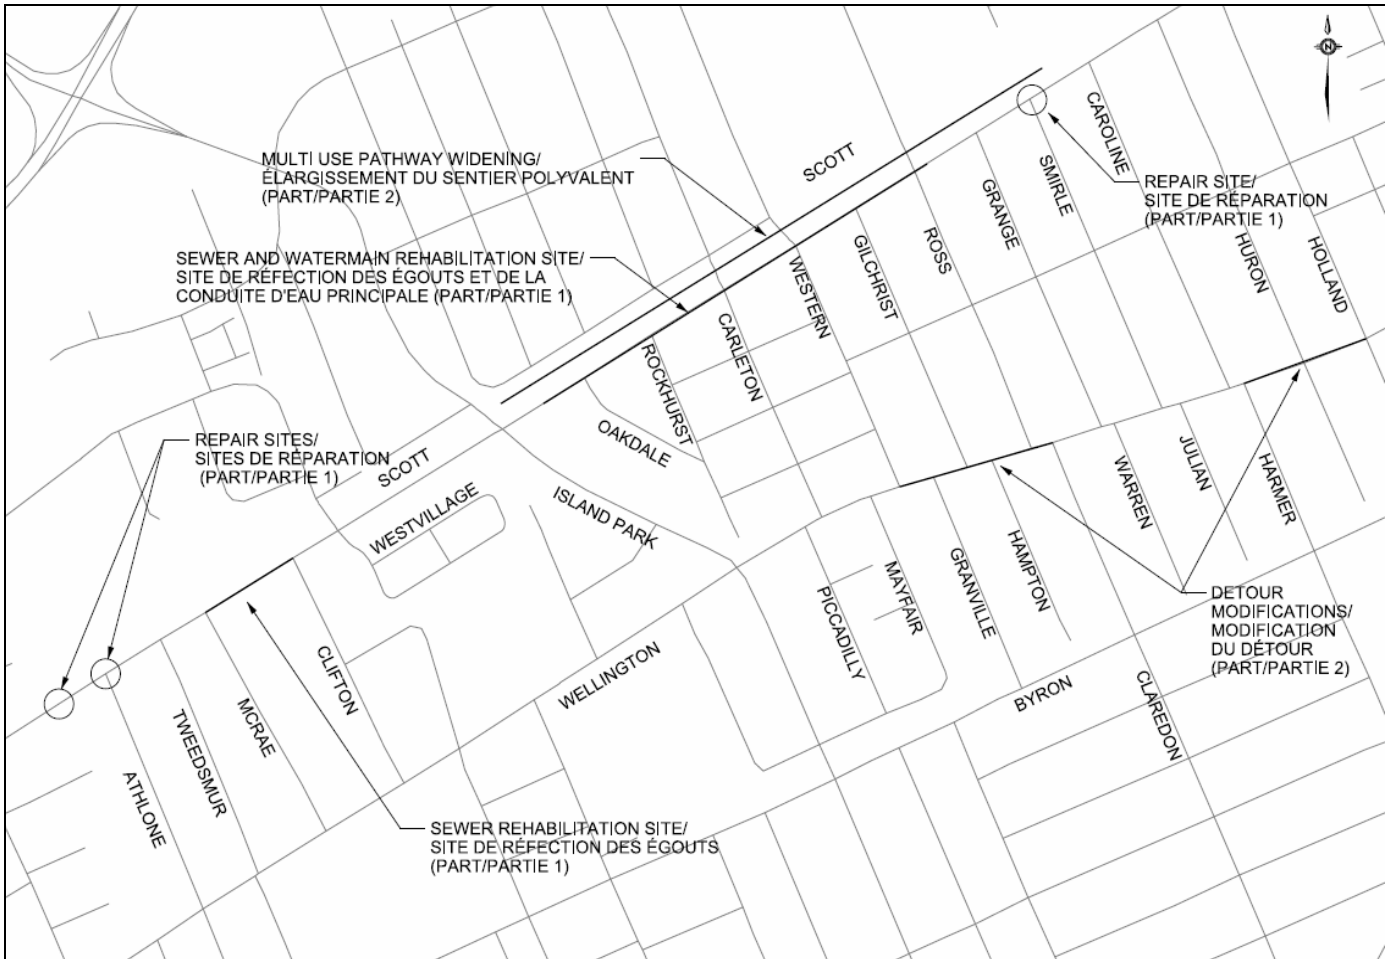 N
CAROLINE
SCOTT
MULTI USE PATHWAY WIDENING/
ÉLARGISSEMENT DU SENTIER POLYVALENT
(PART/PARTIE 2)
SMIRLE
REPAIR SITE/
SITE DE RÉPARATION
(PART/PARTIE 1)
GRANGE
ROSS
GILCHRIST
HURON
HOLLAND
SEWER AND WATERMAIN REHABILITATION SITE/
SITE DE RÉFECTION DES ÉGOUTS ET DE LA
CONDUITE D'EAU PRINCIPALE (PART/PARTIE 1)
WESTERN
CARLETON
ROCKHURST
OAKDALE
REPAIR SITES/
SITES DE RÉPARATION
(PART/PARTIE 1)
SCOTT
WESTVILLAGE
ISLAND PARK
WARREN
JULIAN
HARMER
PICCADILLY
MAYFAIR
GRANVILLE
HAMPTON
DETOUR
MODIFICATIONS/
MODIFICATION
DU DÉTOUR
(PART/PARTIE 2)
CLIFTON
WELLINGTON
BYRON
CLAREDON
MCRAE
TWEEDSMUR
ATHLONE
SEWER REHABILITATION SITE/
SITE DE RÉFECTION DES ÉGOUTS
(PART/PARTIE 1)